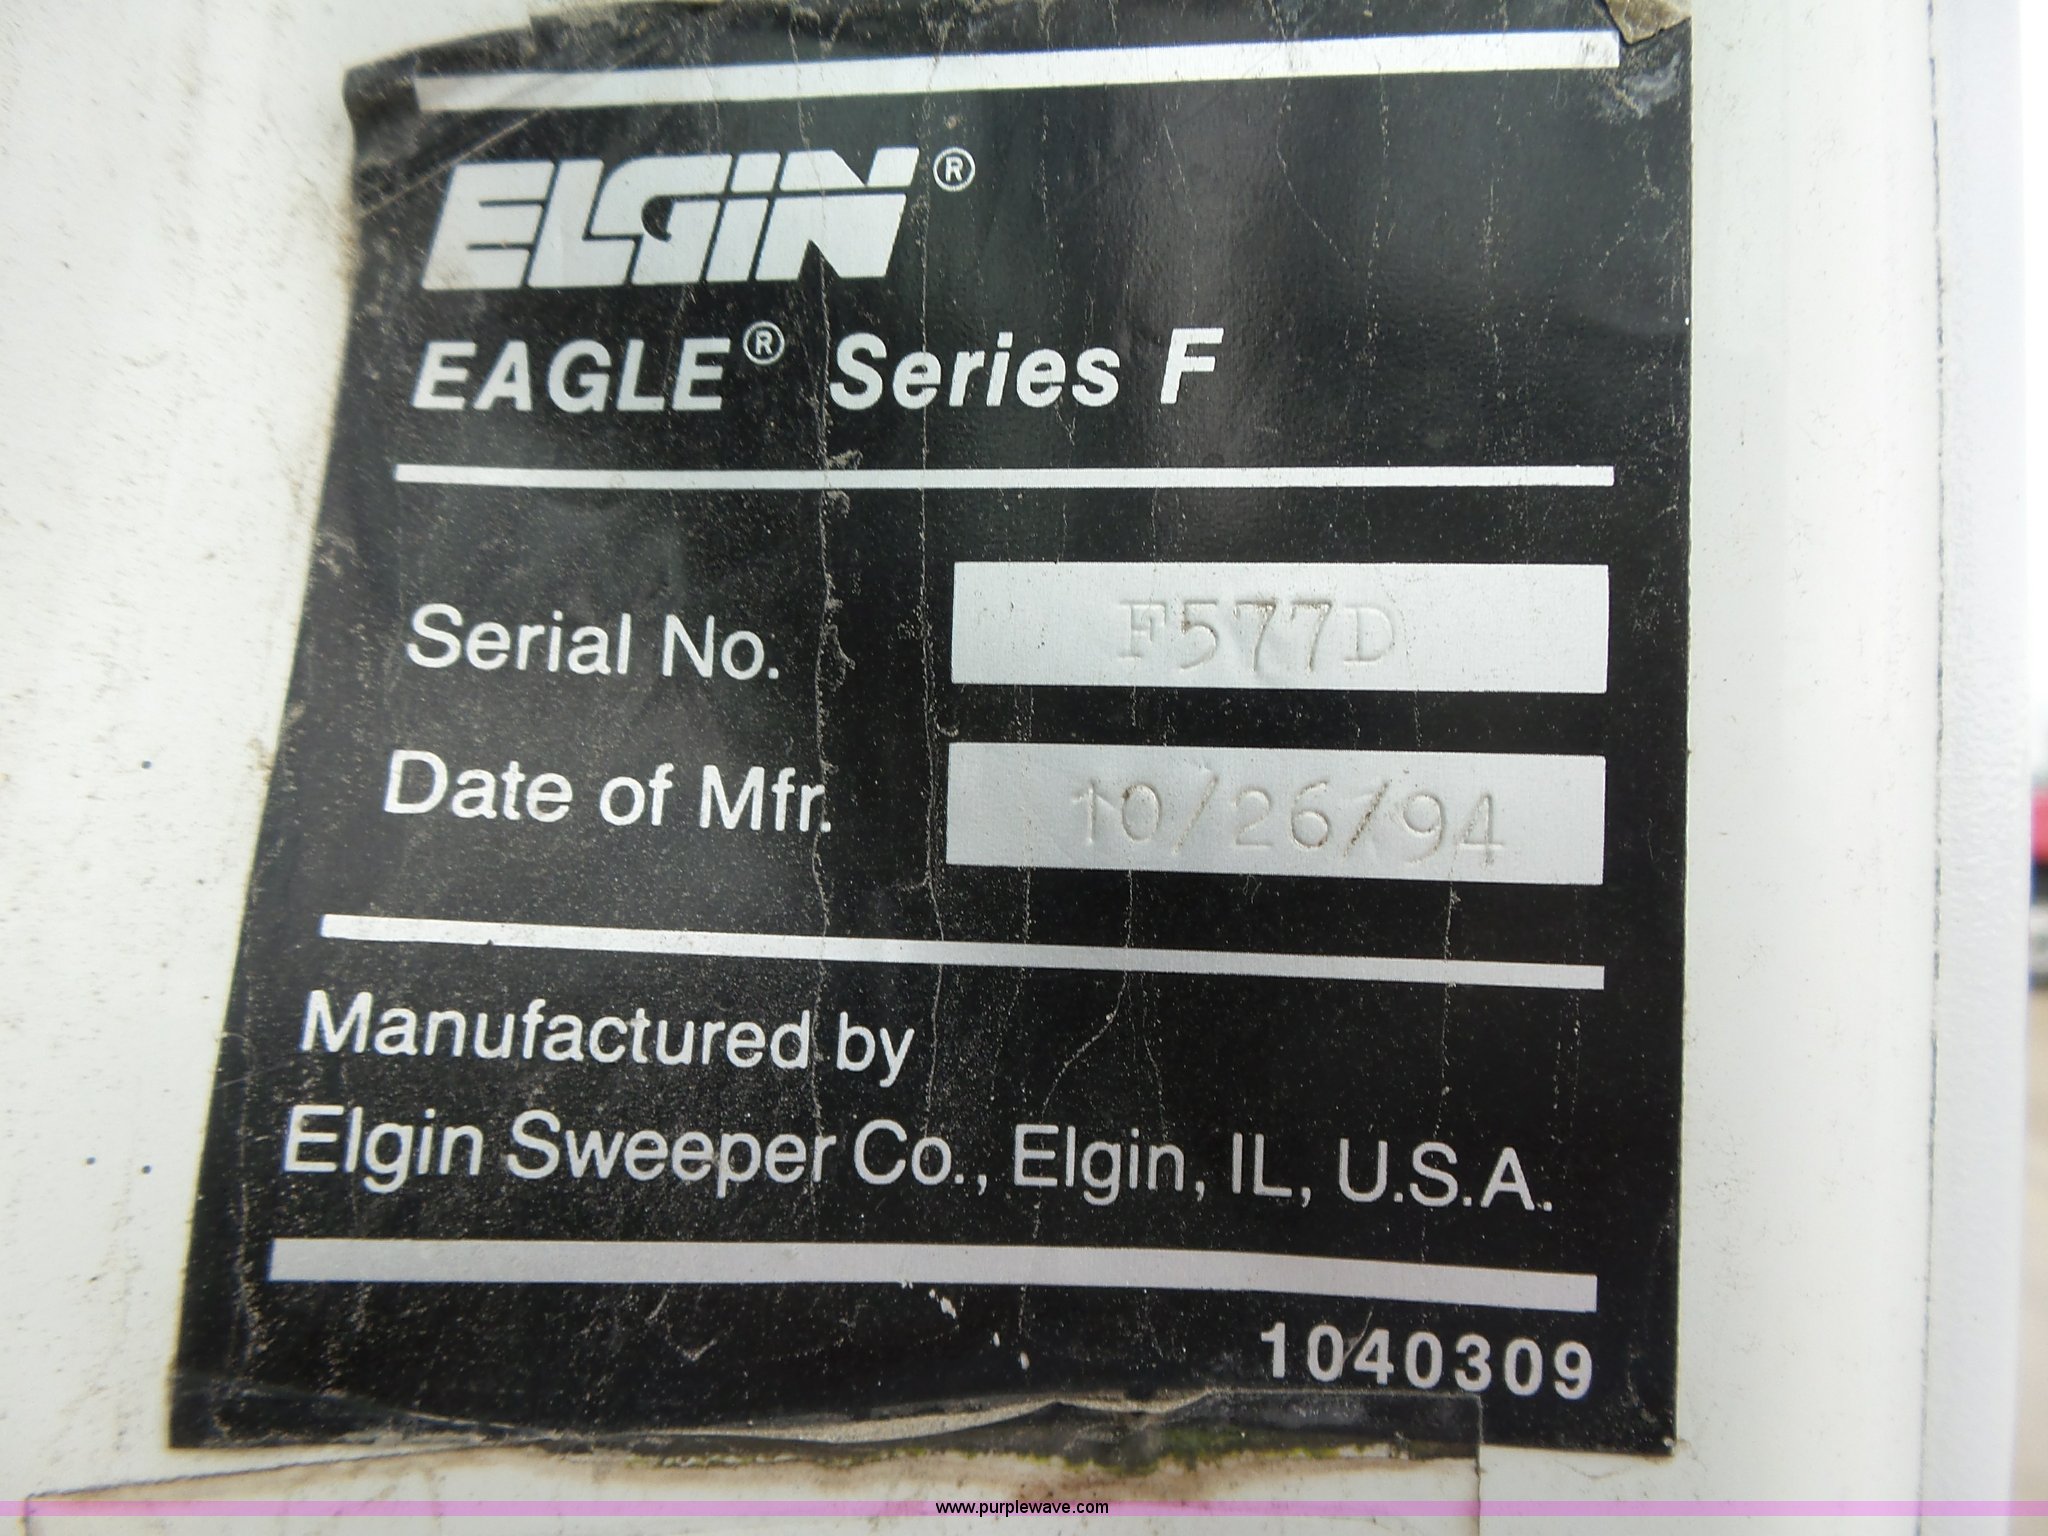 ELGIN®
EAGLE® Series F
Serial No. F577D
Date of Mfr. 10/26/94
Manufactured by
Elgin Sweeper Co., Elgin, IL, U.S.A.
1040309
www.purplewave.com